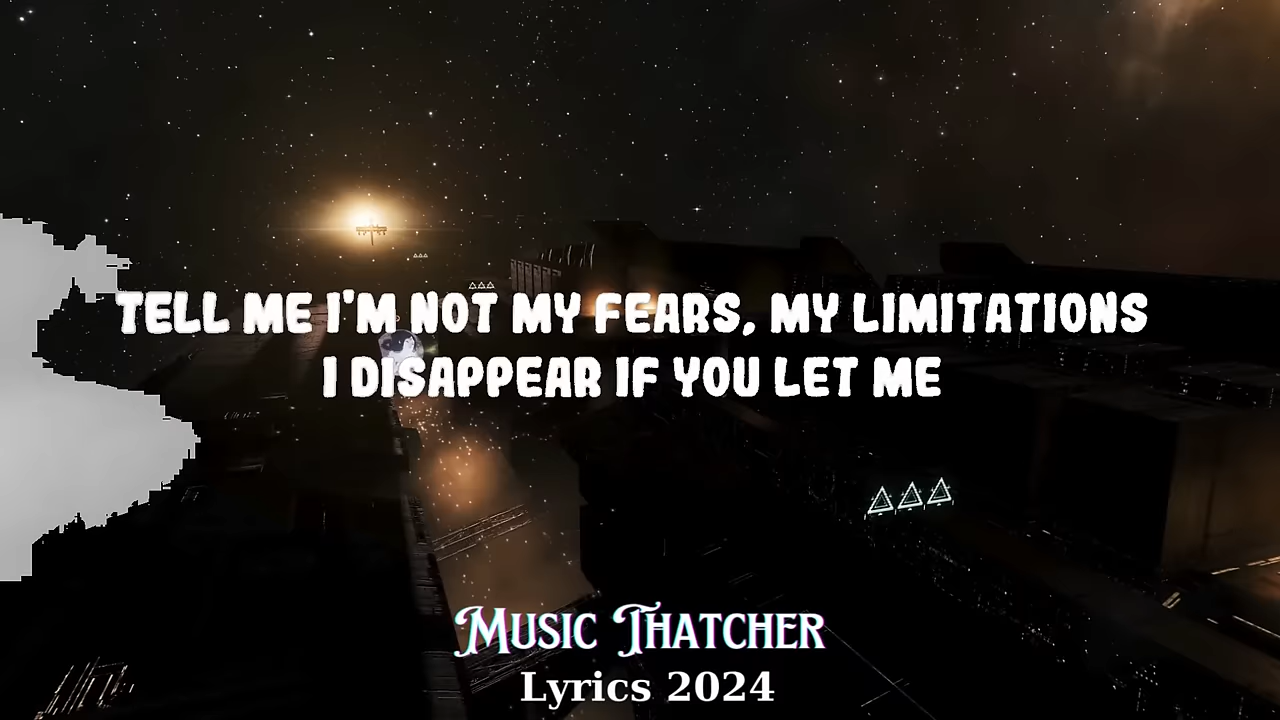 TELL ME I'M NOT MY FEARS, MY LIMITATIONS
I DISAPPEAR IF YOU LET ME
Music Thatcher
Lyrics 2024